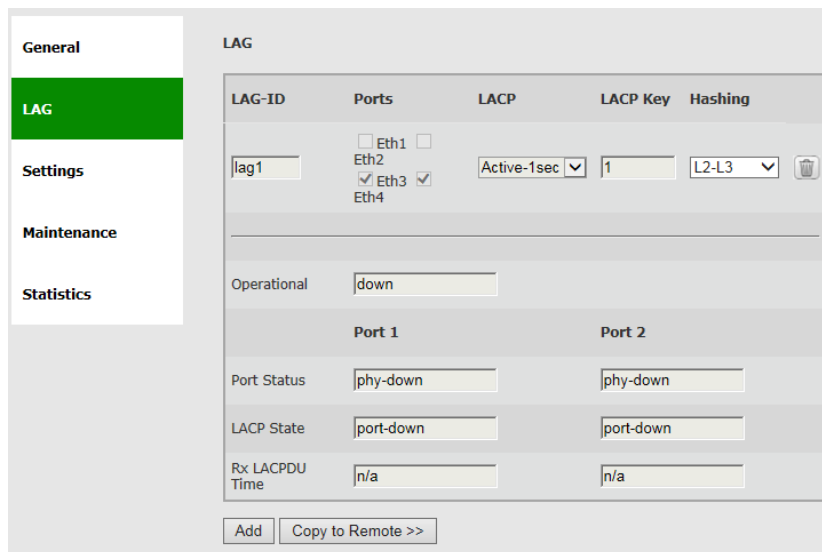 General
LAG
Settings
Maintenance
Statistics
LAG
LAG-ID Ports LACP LACP Key Hashing
lag1 Eth1 Eth2 Eth3 Eth4 Active-1sec 1 L2-L3
Operational down
Port 1 Port 2
Port Status phy-down phy-down
LACP State port-down port-down
Rx LACPDU Time n/a n/a
Add Copy to Remote >>